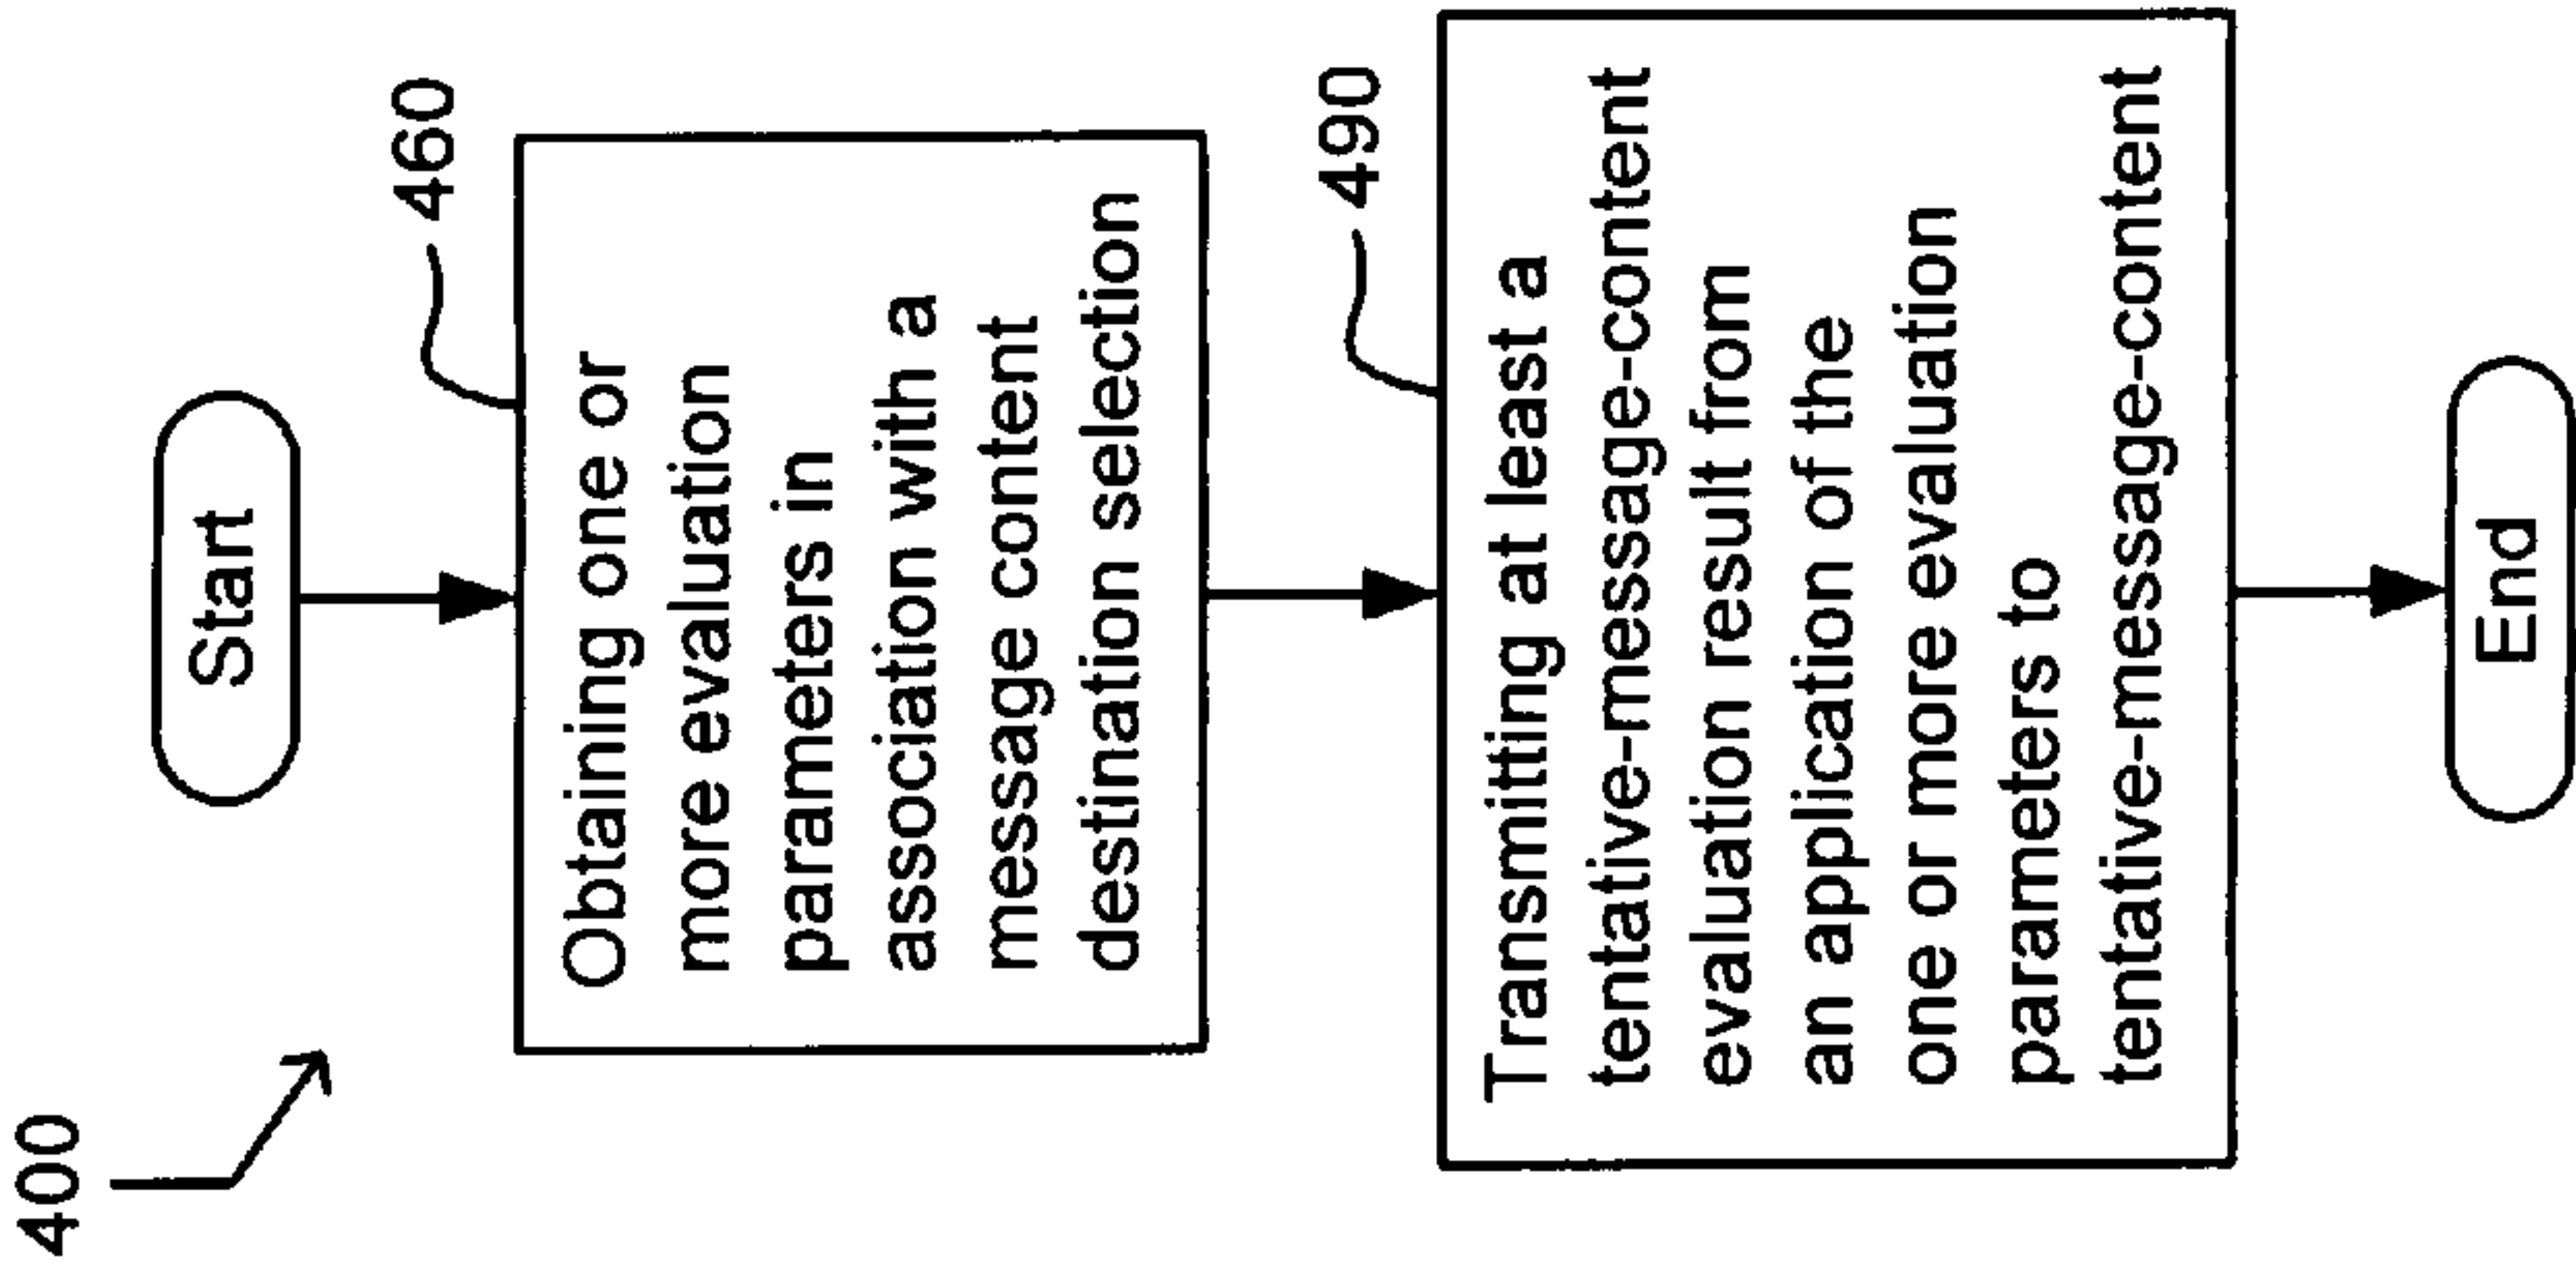 400
Start
460
Obtaining one or
more evaluation
parameters in
association with a
message content
destination selection
490
Transmitting at least a
tentative-message-content
evaluation result from
an application of the
one or more evaluation
parameters to
tentative-message-content
End